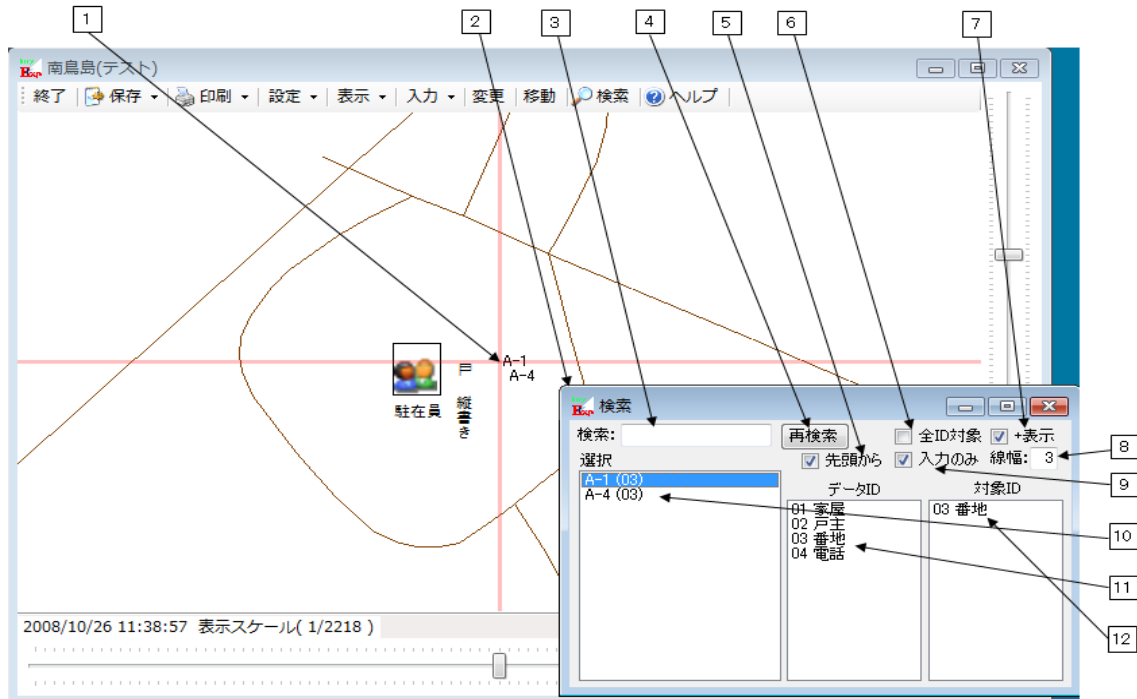 1 2 3 4 5 6 7
南鳥島(テスト)
終了 保存 印刷 設定 表示 入力 変更 移動 検索 ヘルプ
A-1
A-4
戸 縦書き
駐在員
検索
検索: 再検索 全ID対象 +表示
選択 先頭から 入力のみ 線幅: 3
8
9
データID 対象ID
A-1 (03)
A-4 (03)
01 家屋
02 戸主
03 番地
04 電話
03 番地
10
11
12
2008/10/26 11:38:57 表示スケール( 1/2218 )